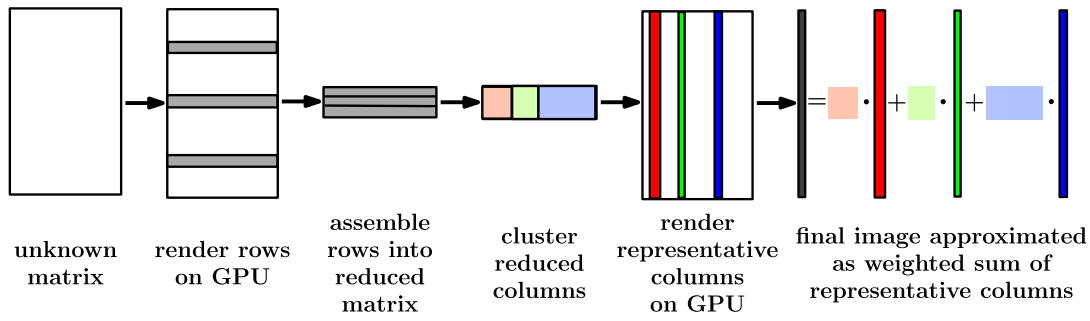 = · + · + ·
unknown
matrix
render rows
on GPU
assemble
rows into
reduced
matrix
cluster
reduced
columns
render
representative
columns
on GPU
final image approximated
as weighted sum of
representative columns